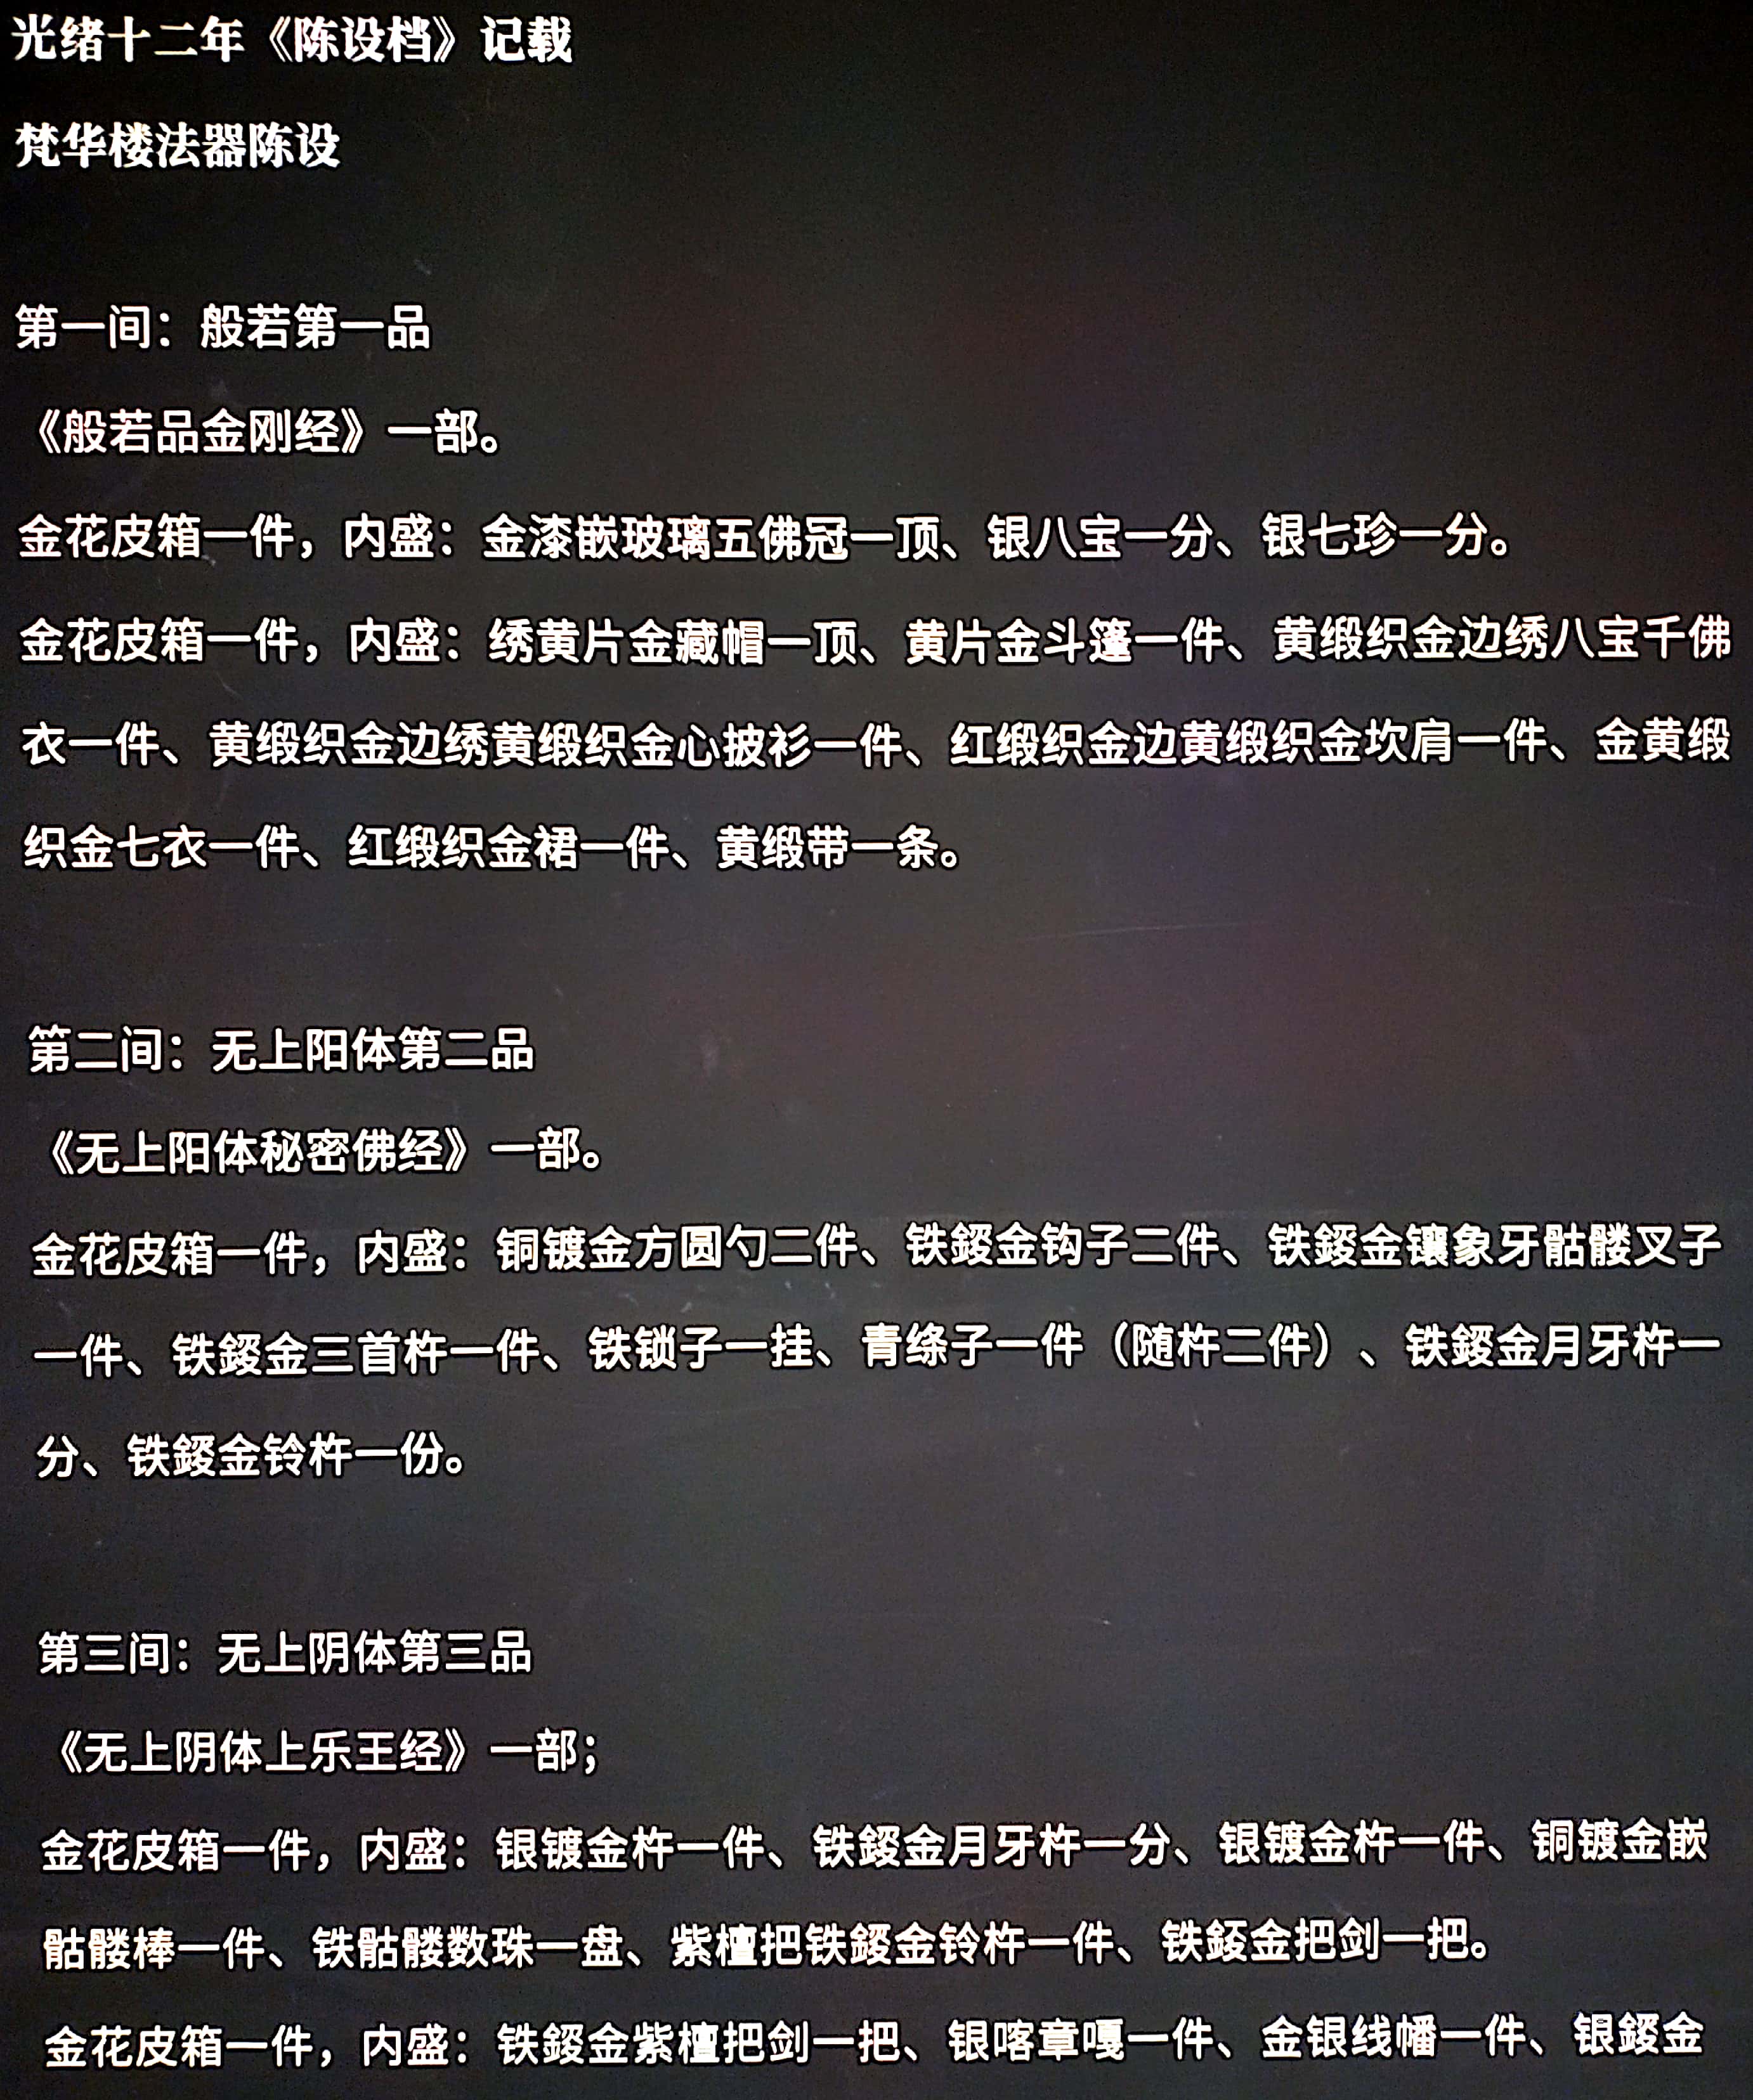 光绪十二年《陈设档》记载
梵华楼法器陈设
第一间：般若第一品
《般若品金刚经》一部。
金花皮箱一件，内盛：金漆嵌玻璃五佛冠一顶、银八宝一分、银七珍一分。
金花皮箱一件，内盛：绣黄片金藏帽一顶、黄片金斗篷一件、黄缎织金边绣八宝千佛
衣一件、黄缎织金边绣黄缎织金心披衫一件、红缎织金边黄缎织金坎肩一件、金黄缎
织金七衣一件、红缎织金裙一件、黄缎带一条。
第二间：无上阳体第二品
《无上阳体秘密佛经》一部。
金花皮箱一件，内盛：铜镀金方圆勺二件、铁錽金钩子二件、铁錽金镶象牙骷髅叉子
一件、铁錽金三首杵一件、铁锁子一挂、青绦子一件（随杵二件）、铁錽金月牙杵一
分、铁錽金铃杵一份。
第三间：无上阴体第三品
《无上阴体上乐王经》一部；
金花皮箱一件，内盛：银镀金杵一件、铁錽金月牙杵一分、银镀金杵一件、铜镀金嵌
骷髅棒一件、铁骷髅数珠一盘、紫檀把铁錽金铃杵一件、铁錽金把剑一把。
金花皮箱一件，内盛：铁錽金紫檀把剑一把、银喀章嘎一件、金银线幡一件、银錽金